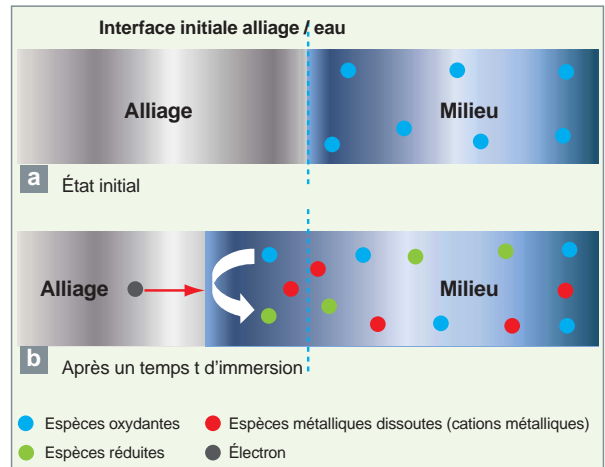 Interface initiale alliage / eau
Alliage
Milieu
a État initial
Alliage
Milieu
b Après un temps t d'immersion
Espèces oxydantes
Espèces métalliques dissoutes (cations métalliques)
Espèces réduites
Électron